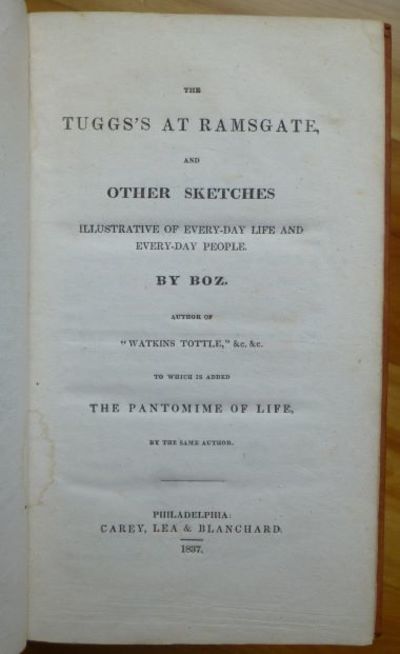 THE
TUGGS'S AT RAMSGATE,
AND
OTHER SKETCHES
ILLUSTRATIVE OF EVERY-DAY LIFE AND
EVERY-DAY PEOPLE.
BY BOZ.
AUTHOR OF
"WATKINS TOTTLE," &c. &c.
TO WHICH IS ADDED
THE PANTOMIME OF LIFE,
BY THE SAME AUTHOR.
PHILADELPHIA:
CAREY, LEA & BLANCHARD.
1837.